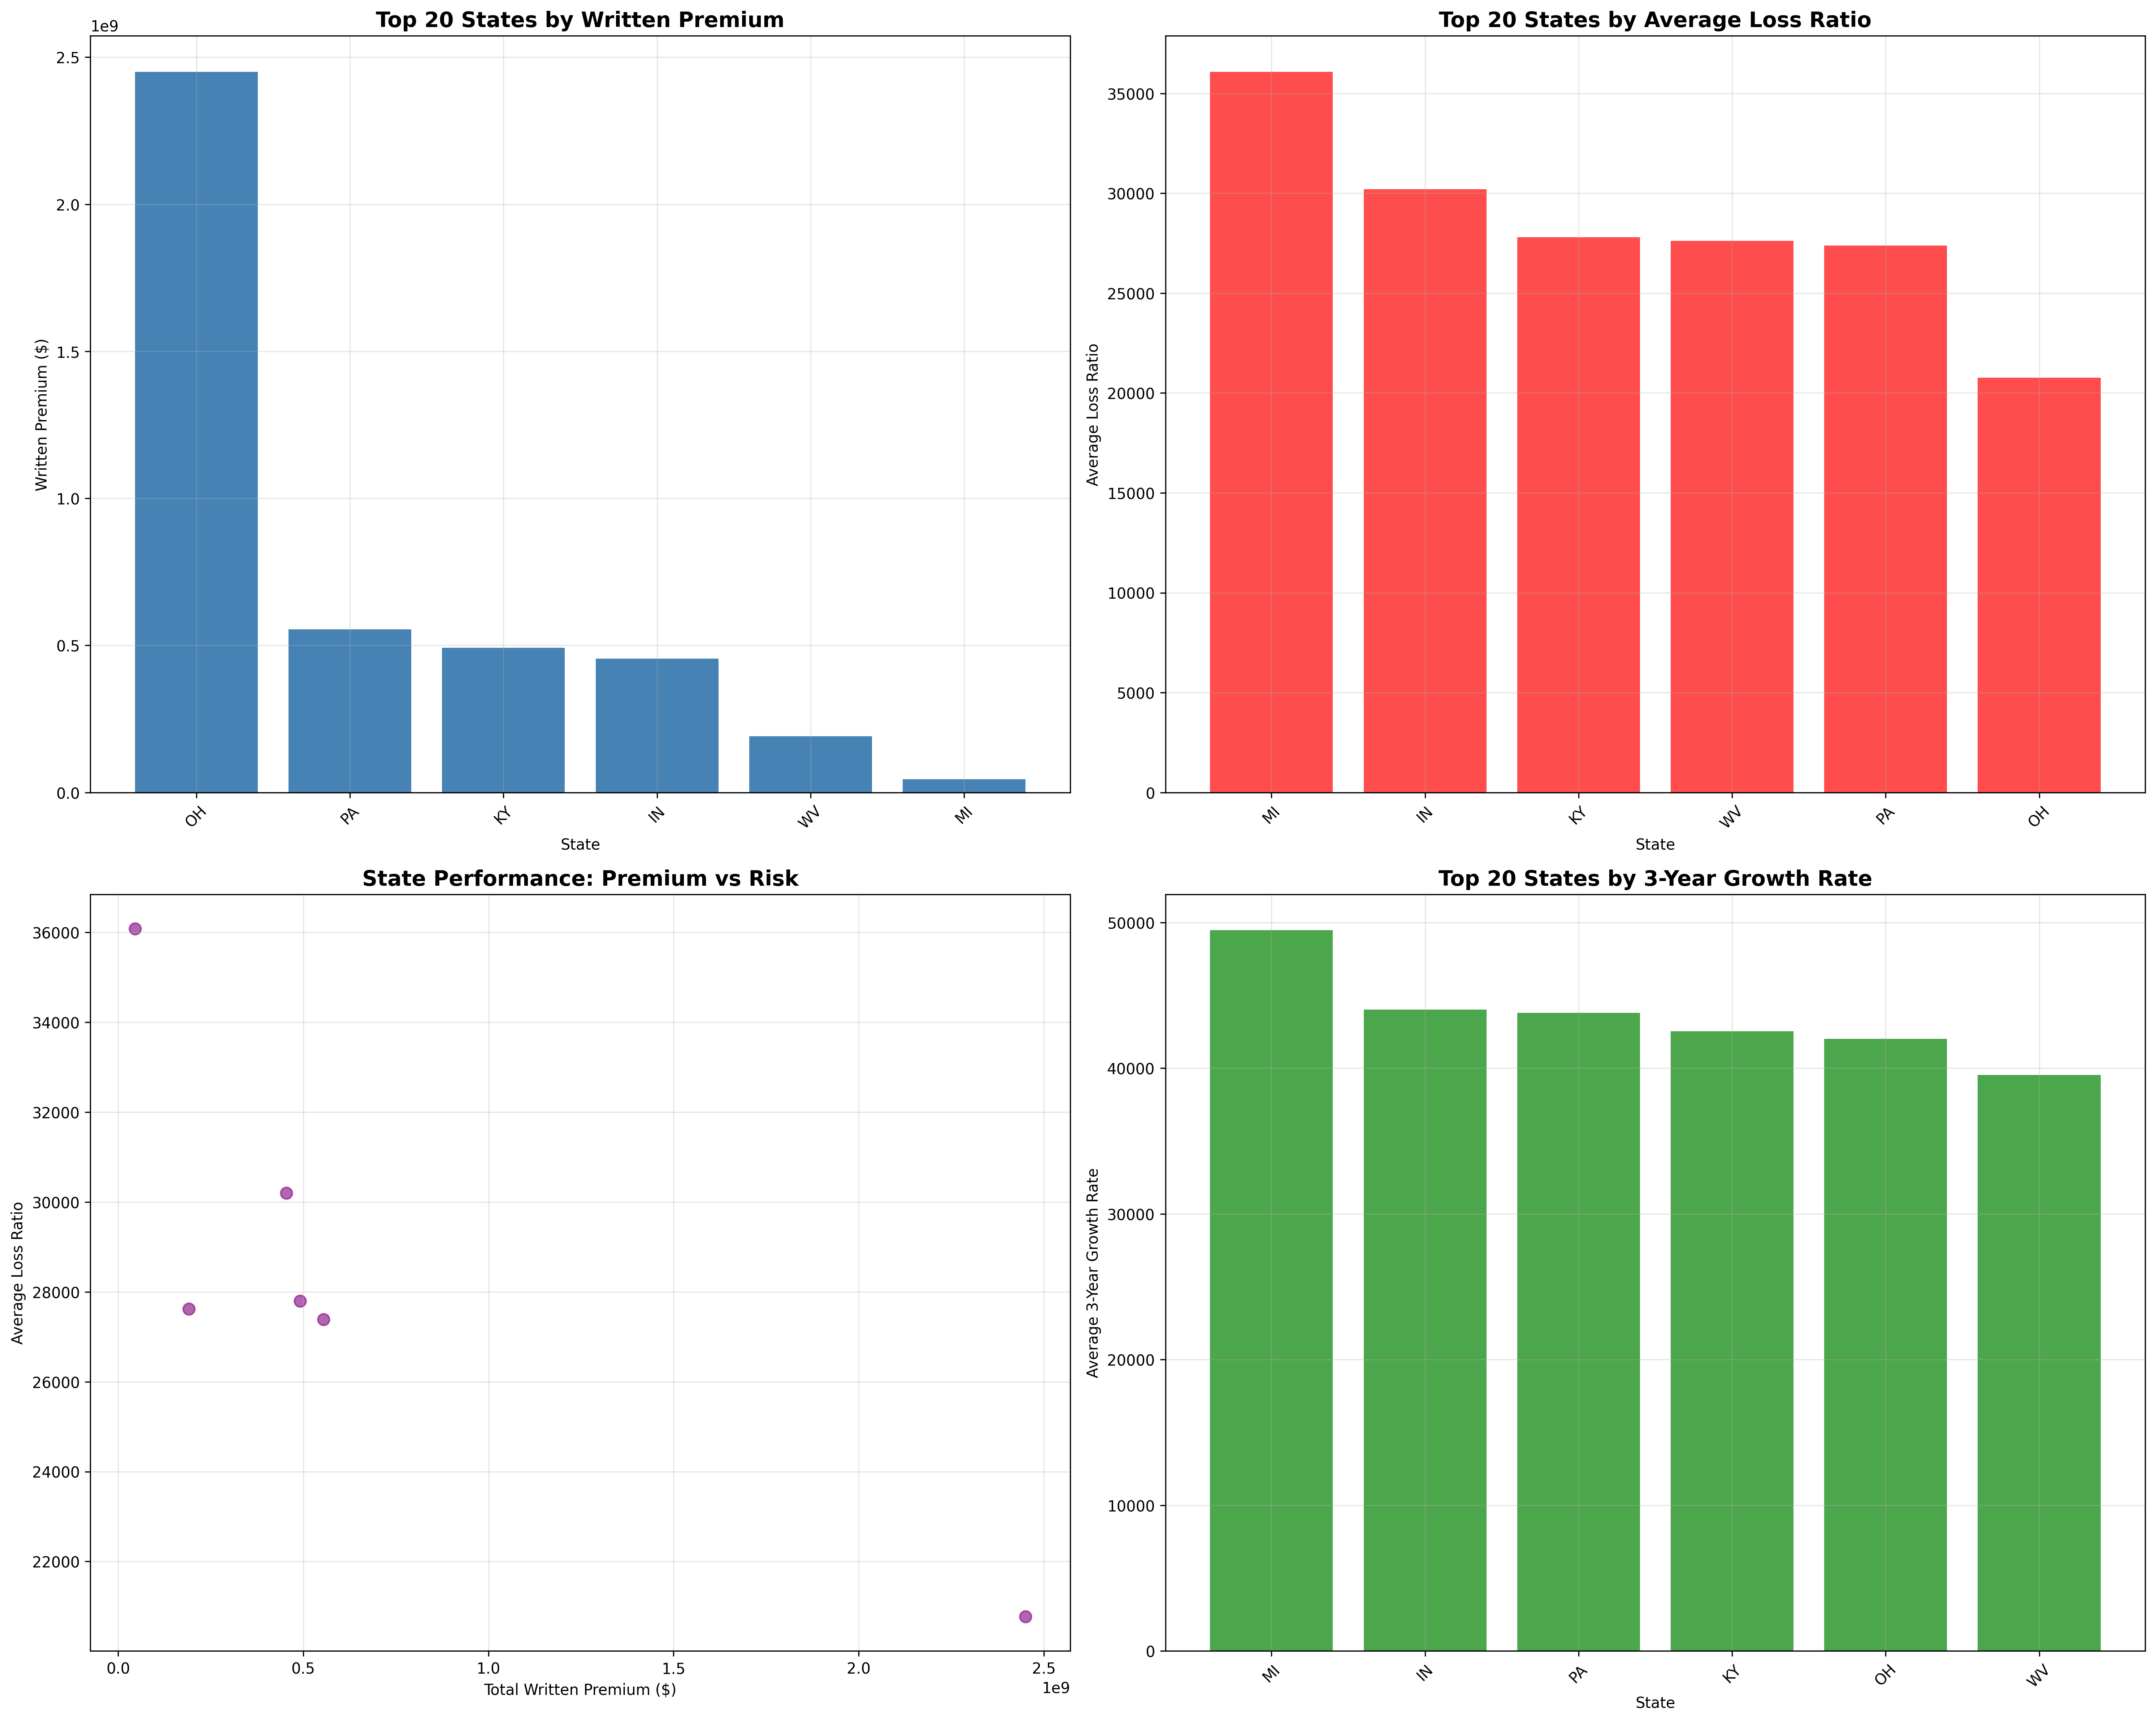 Top 20 States by Written Premium
1e9
2.5
2.0
1.5
1.0
0.5
0.0
Written Premium ($)
OH PA KY IN WV MI
State
Top 20 States by Average Loss Ratio
35000
30000
25000
20000
15000
10000
5000
0
Average Loss Ratio
MI IN KY WV PA OH
State
State Performance: Premium vs Risk
36000
34000
32000
30000
28000
26000
24000
22000
Average Loss Ratio
0.0 0.5 1.0 1.5 2.0 2.5
Total Written Premium ($)
1e9
Top 20 States by 3-Year Growth Rate
50000
40000
30000
20000
10000
0
Average 3-Year Growth Rate
MI IN PA KY OH WV
State